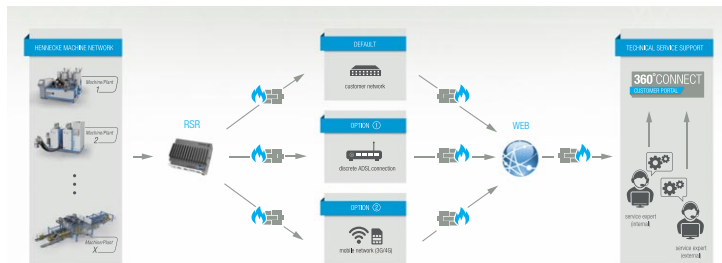 HENNECKE MACHINE NETWORK
Machine/Plant
1
Machine/Plant
2
Machine/Plant
X
RSR
DEFAULT
customer network
OPTION ①
discrete ADSL connection
OPTION ②
mobile network (3G/4G)
WEB
TECHNICAL SERVICE SUPPORT
360°CONNECT
CUSTOMER PORTAL
service expert
(internal)
service expert
(external)